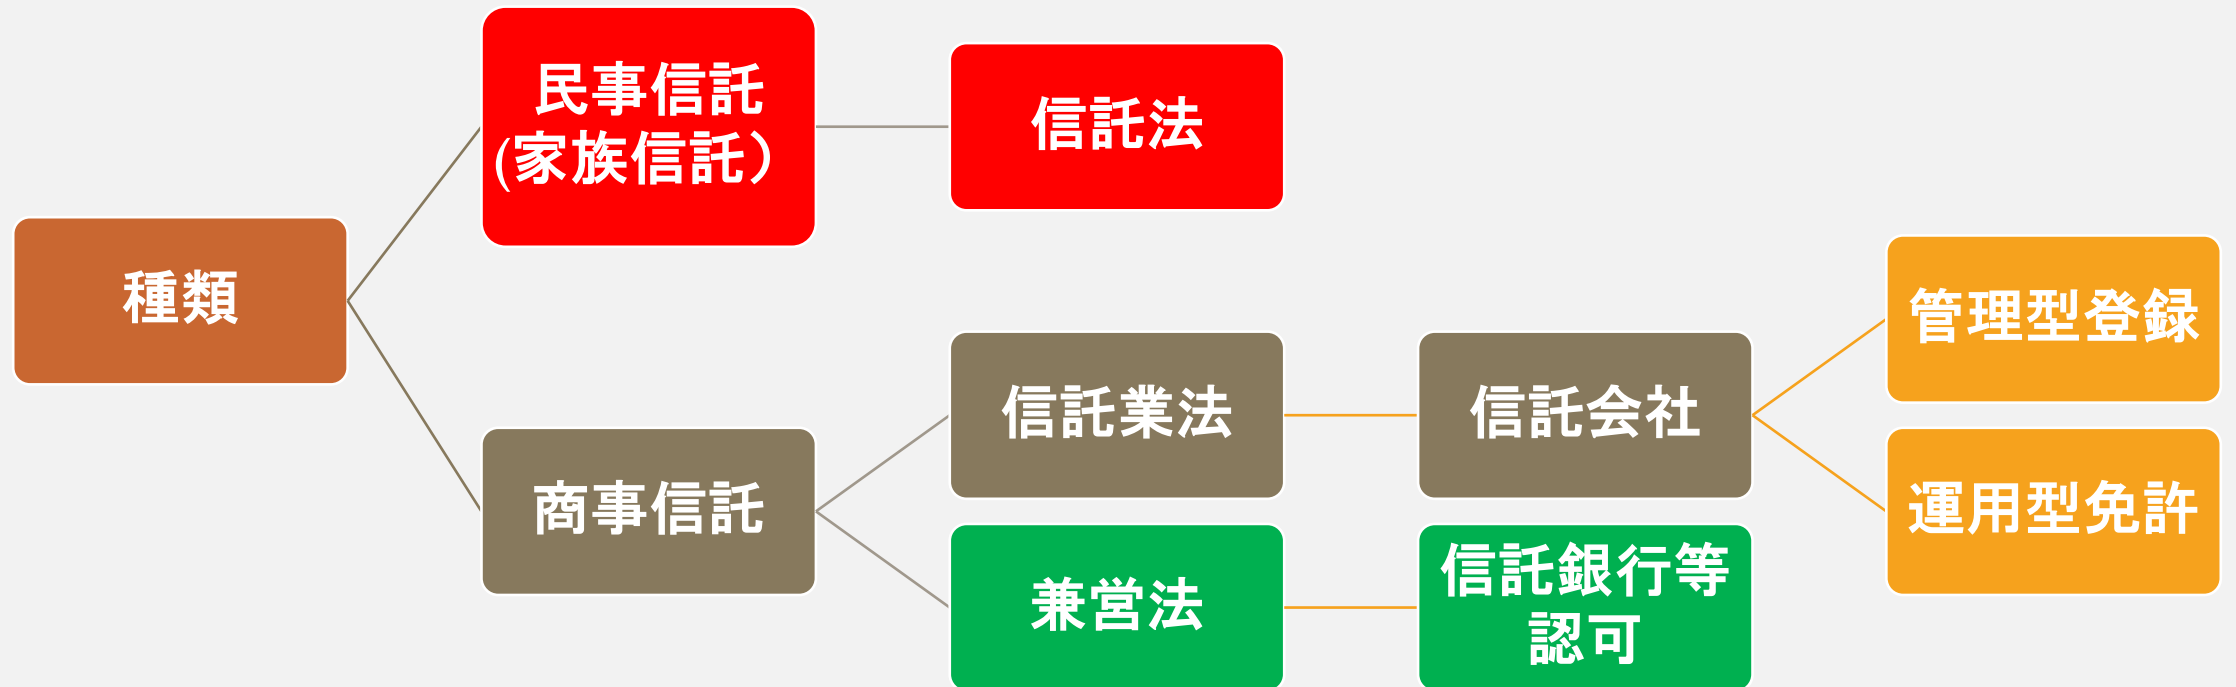 種類
民事信託
(家族信託）
信託法
商事信託
信託業法
信託会社
管理型登録
運用型免許
兼営法
信託銀行等
認可